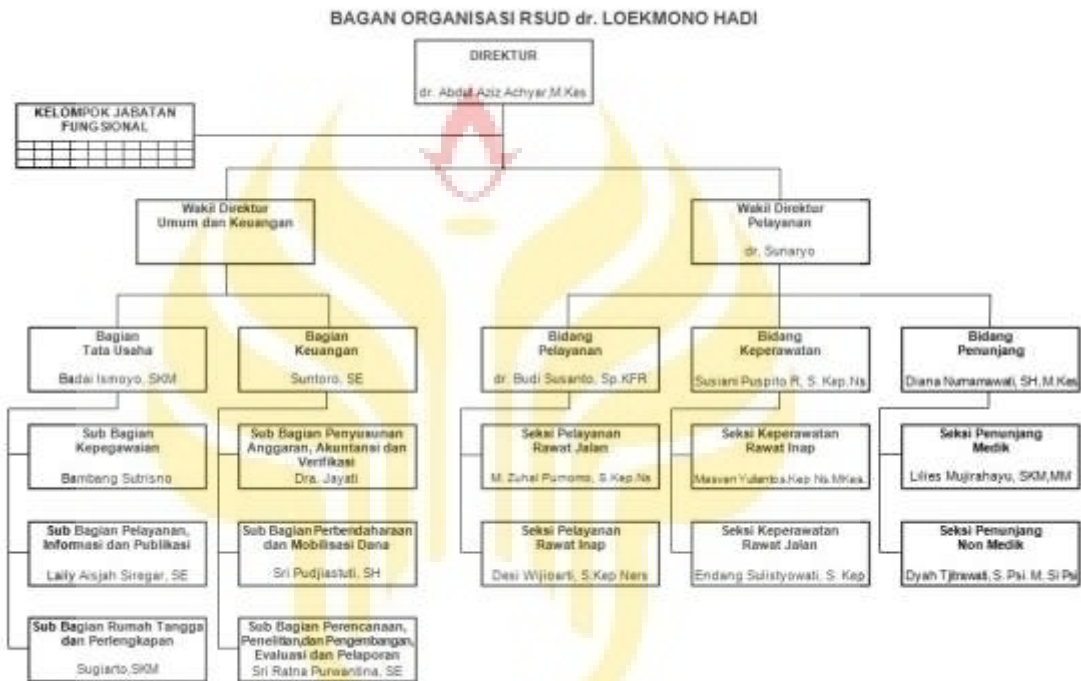 BAGAN ORGANISASI RSUD dr. LOEKMONO HADI
DIREKTUR
dr. Abdul Aziz Achyar,M.Kes
KELOMPOK JABATAN
FUNGSIONAL
Wakil Direktur
Umum dan Keuangan
Wakil Direktur
Pelayanan
dr. Sunaryo
Bagian
Tata Usaha
Badai Ismoyo, SKM
Bagian
Keuangan
Suntoro, SE
Bidang
Pelayanan
dr. Budi Susanto, Sp.KFR
Bidang
Keperawatan
Susiani Puspito R, S. Kep.Ns
Bidang
Penunjang
Diana Numamawati, SH, M.Kes
Sub Bagian
Kepegawaian
Bambang Sutrisno
Sub Bagian Penyusunan
Anggaran, Akuntansi dan
Verifikasi
Dra. Jayati
Seksi Pelayanan
Rawat Jalan
M. Zuhal Purnomo, S.Kep.Ns
Seksi Keperawatan
Rawat Inap
Seksi Penunjang
Medik
Lilies Mujirahayu, SKM,MM
Sub Bagian Pelayanan,
Informasi dan Publikasi
Laily Aisjah Siregar, SE
Sub Bagian Perbendaharaan
dan Mobilisasi Dana
Sri Pudjiastuti, SH
Seksi Pelayanan
Rawat Inap
Desi Wijioarti, S.Kep Ners
Seksi Keperawatan
Rawat Jalan
Endang Sulistyowati, S. Kep
Seksi Penunjang
Non Medik
Dyah Tjitrawati, S.Psi. M. Si Psi
Sub Bagian Rumah Tangga
dan Perlengkapan
Sugiarto,SKM
Sub Bagian Perencanaan,
Penelitian,dan Pengembangan,
Evaluasi dan Pelaporan
Sri Ratna Purwantina, SE